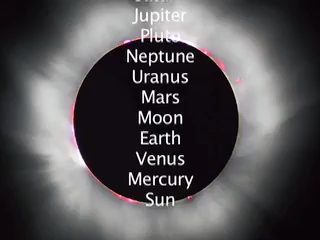 Jupiter
Pluto
Neptune
Uranus
Mars
Moon
Earth
Venus
Mercury
Sun